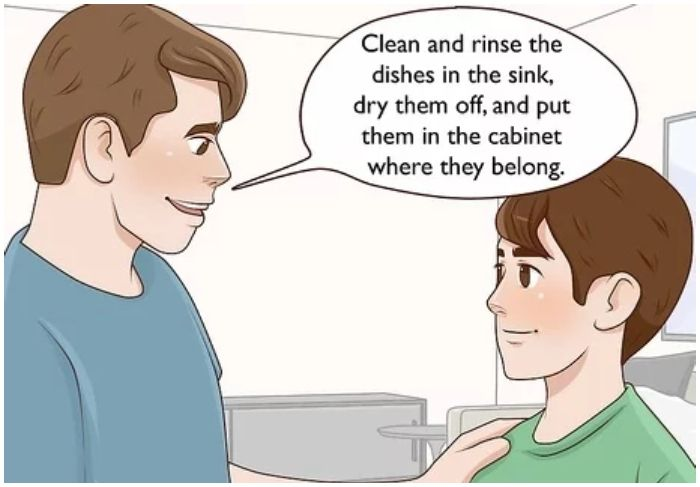 Clean and rinse the
dishes in the sink,
dry them off, and put
them in the cabinet
where they belong.